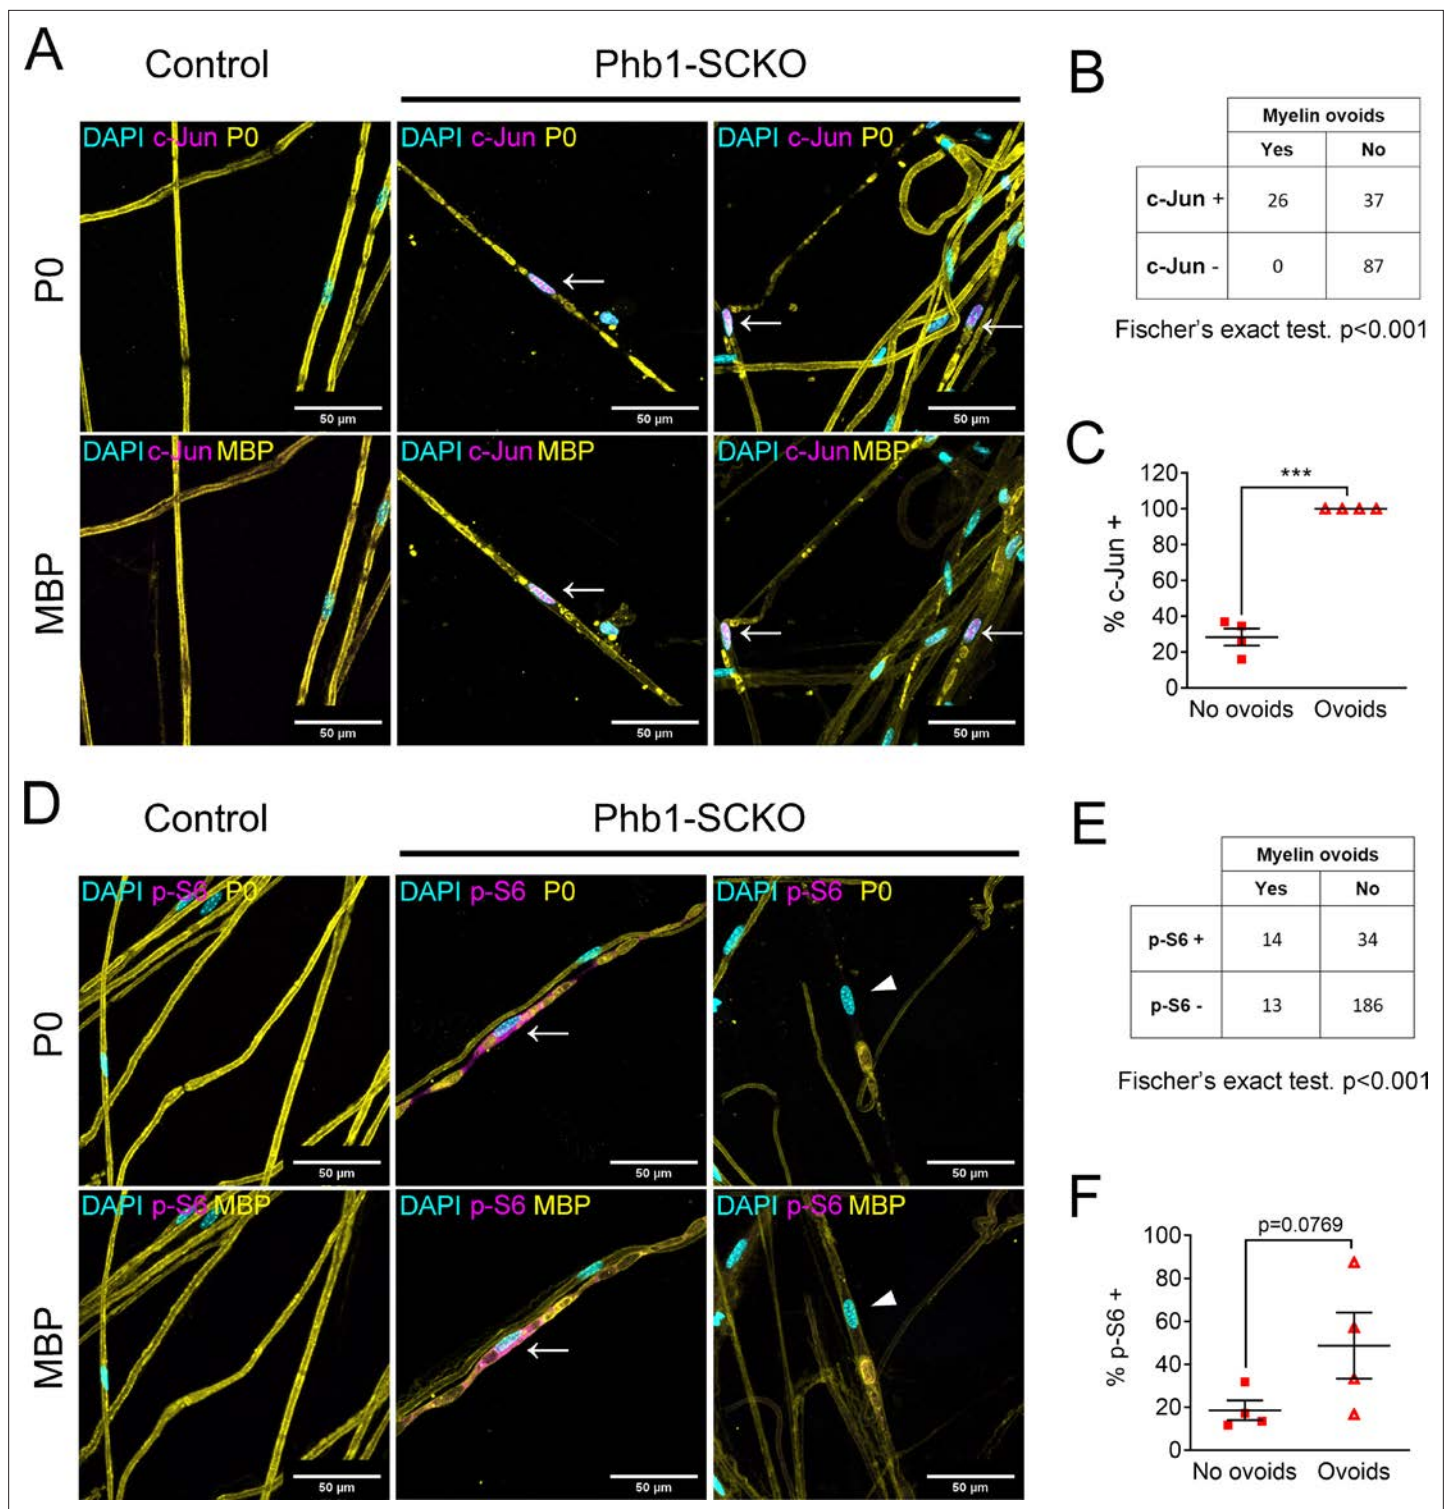 A
Control
Phb1-SCKO
P0
DAPI c-Jun P0
50 µm
DAPI c-Jun P0
50 µm
DAPI c-Jun P0
50 µm
MBP
DAPI c-Jun MBP
50 µm
DAPI c-Jun MBP
50 µm
DAPI c-Jun MBP
50 µm
B
Myelin ovoids
Yes No
c-Jun + 26 37
c-Jun - 0 87
Fischer's exact test. p<0.001
C
% c-Jun +
120
100
80
60
40
20
0
***
No ovoids Ovoids
D
Control
Phb1-SCKO
P0
DAPI p-S6 P0
50 µm
DAPI p-S6 P0
50 µm
DAPI p-S6 P0
50 µm
MBP
DAPI p-S6 MBP
50 µm
DAPI p-S6 MBP
50 µm
DAPI p-S6 MBP
50 µm
E
Myelin ovoids
Yes No
p-S6 + 14 34
p-S6 - 13 186
Fischer's exact test. p<0.001
F
% p-S6 +
100
80
60
40
20
0
p=0.0769
No ovoids Ovoids